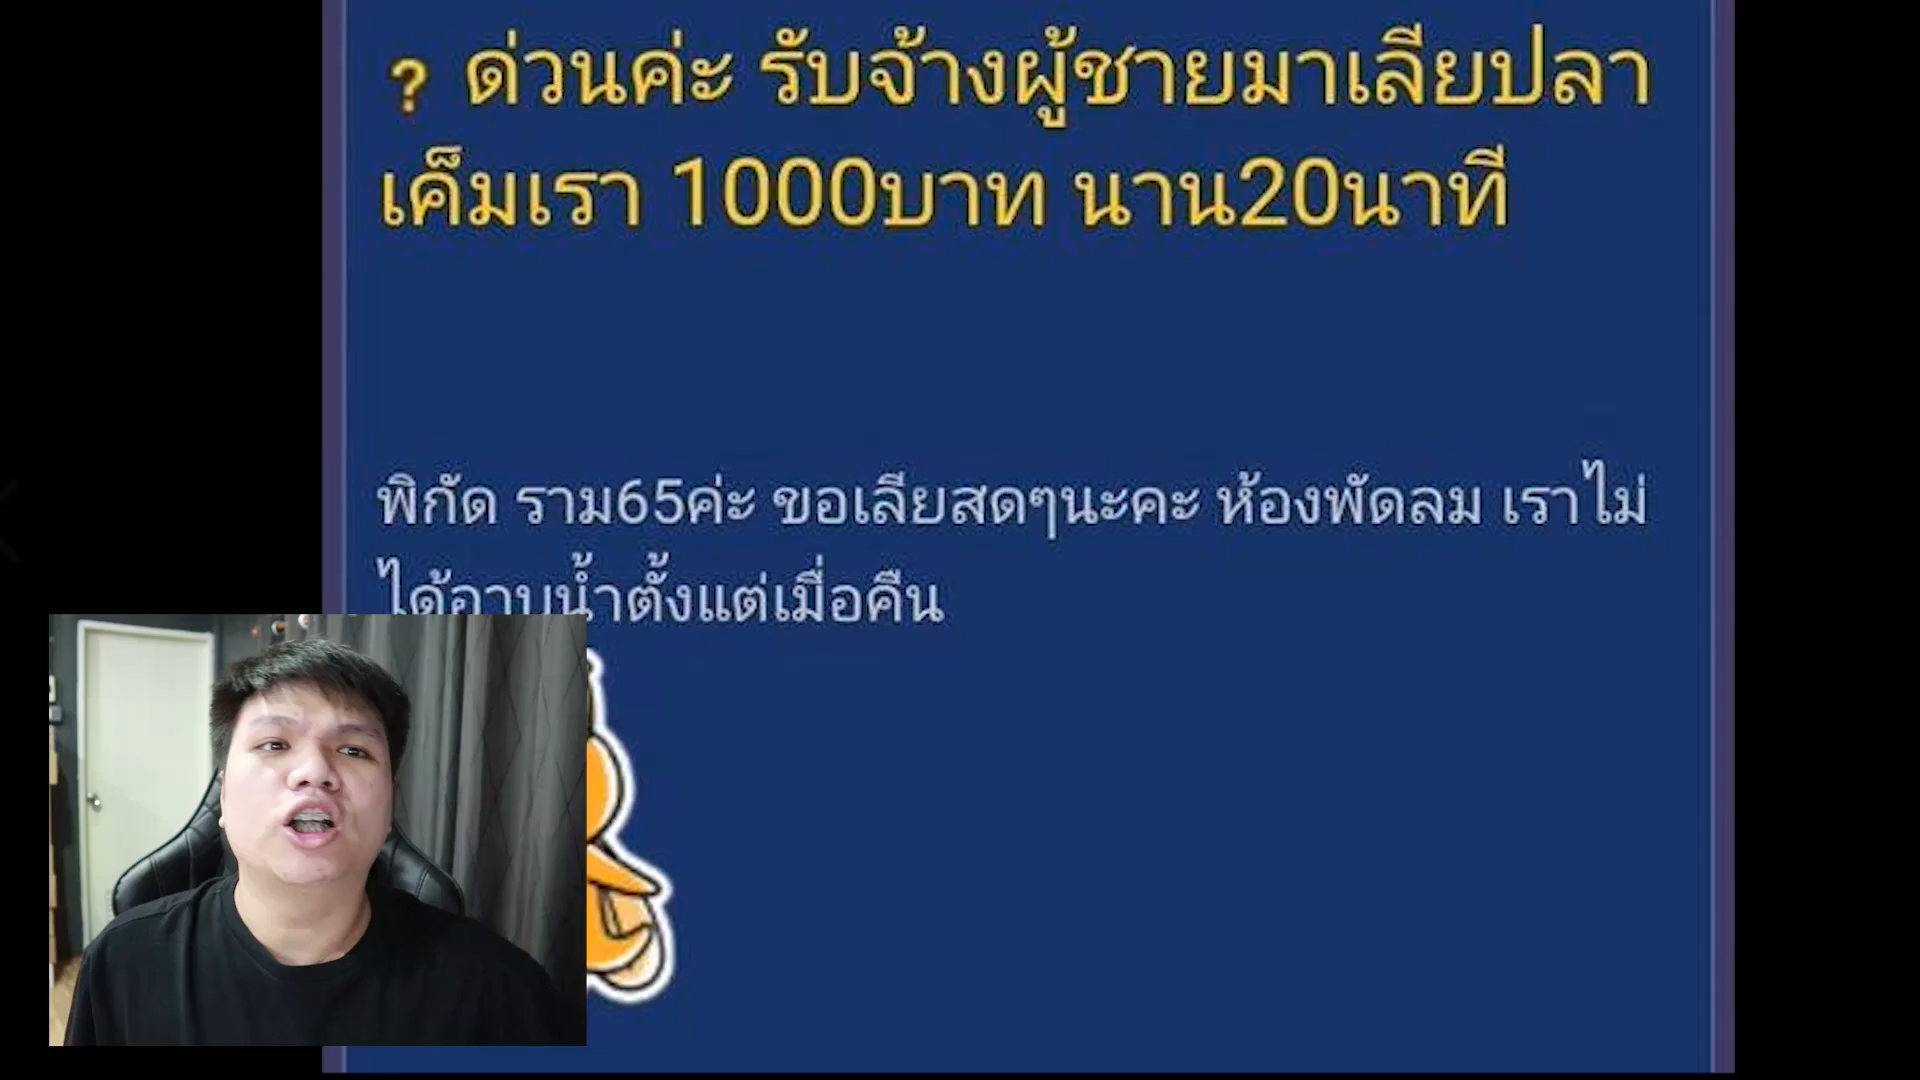 ? ด่วนค่ะ รับจ้างผู้ชายมาเลียปลา
เค็มเรา 1000บาท นาน20นาที
พิกัด ราม65ค่ะ ขอเลียสดๆนะคะ ห้องพัดลม เราไม่
ได้อาบน้ำตั้งแต่เมื่อคืน